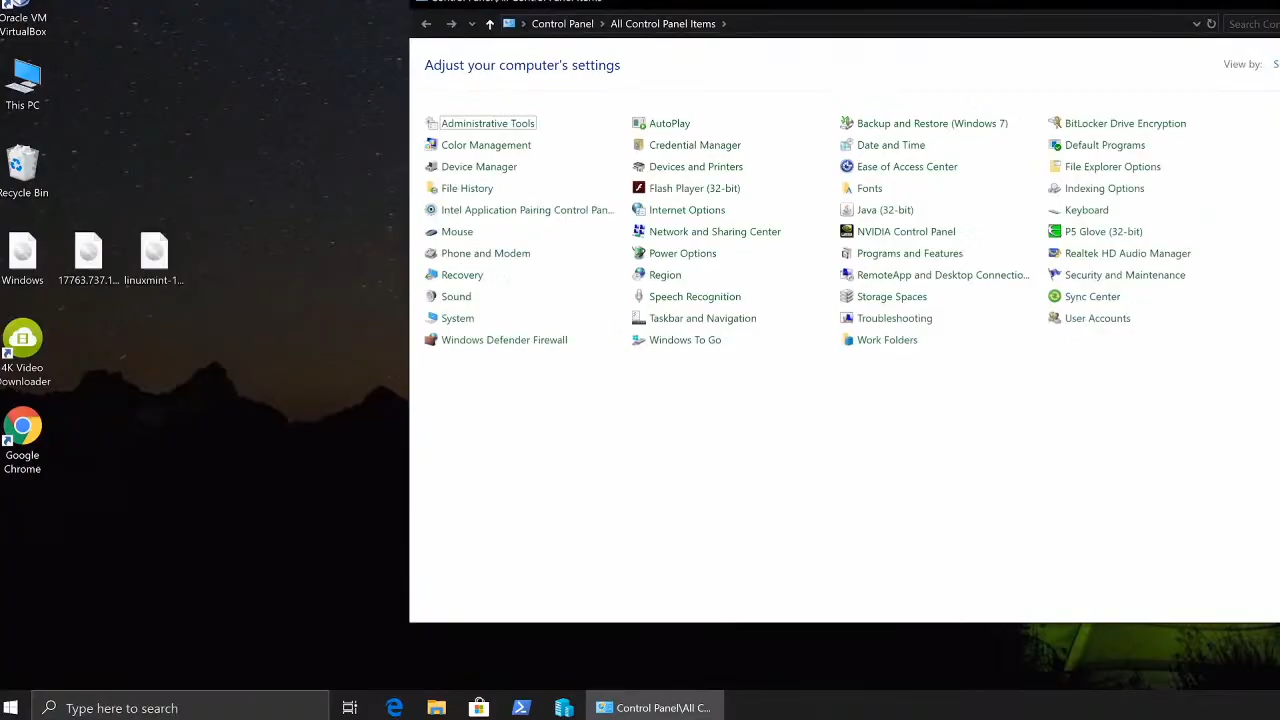 Oracle VM
VirtualBox
This PC
Recycle Bin
Windows
17763.737.1...
linuxmint-1...
4K Video
Downloader
Google
Chrome
Control Panel
All Control Panel Items
Search Con
Adjust your computer's settings
View by:
S
Administrative Tools
AutoPlay
Backup and Restore (Windows 7)
BitLocker Drive Encryption
Color Management
Credential Manager
Date and Time
Default Programs
Device Manager
Devices and Printers
Ease of Access Center
File Explorer Options
File History
Flash Player (32-bit)
Fonts
Indexing Options
Intel Application Pairing Control Pan...
Internet Options
Java (32-bit)
Keyboard
Mouse
Network and Sharing Center
NVIDIA Control Panel
P5 Glove (32-bit)
Phone and Modem
Power Options
Programs and Features
Realtek HD Audio Manager
Recovery
Region
RemoteApp and Desktop Connectio...
Security and Maintenance
Sound
Speech Recognition
Storage Spaces
Sync Center
System
Taskbar and Navigation
Troubleshooting
User Accounts
Windows Defender Firewall
Windows To Go
Work Folders
Type here to search
Control Panel\All C...